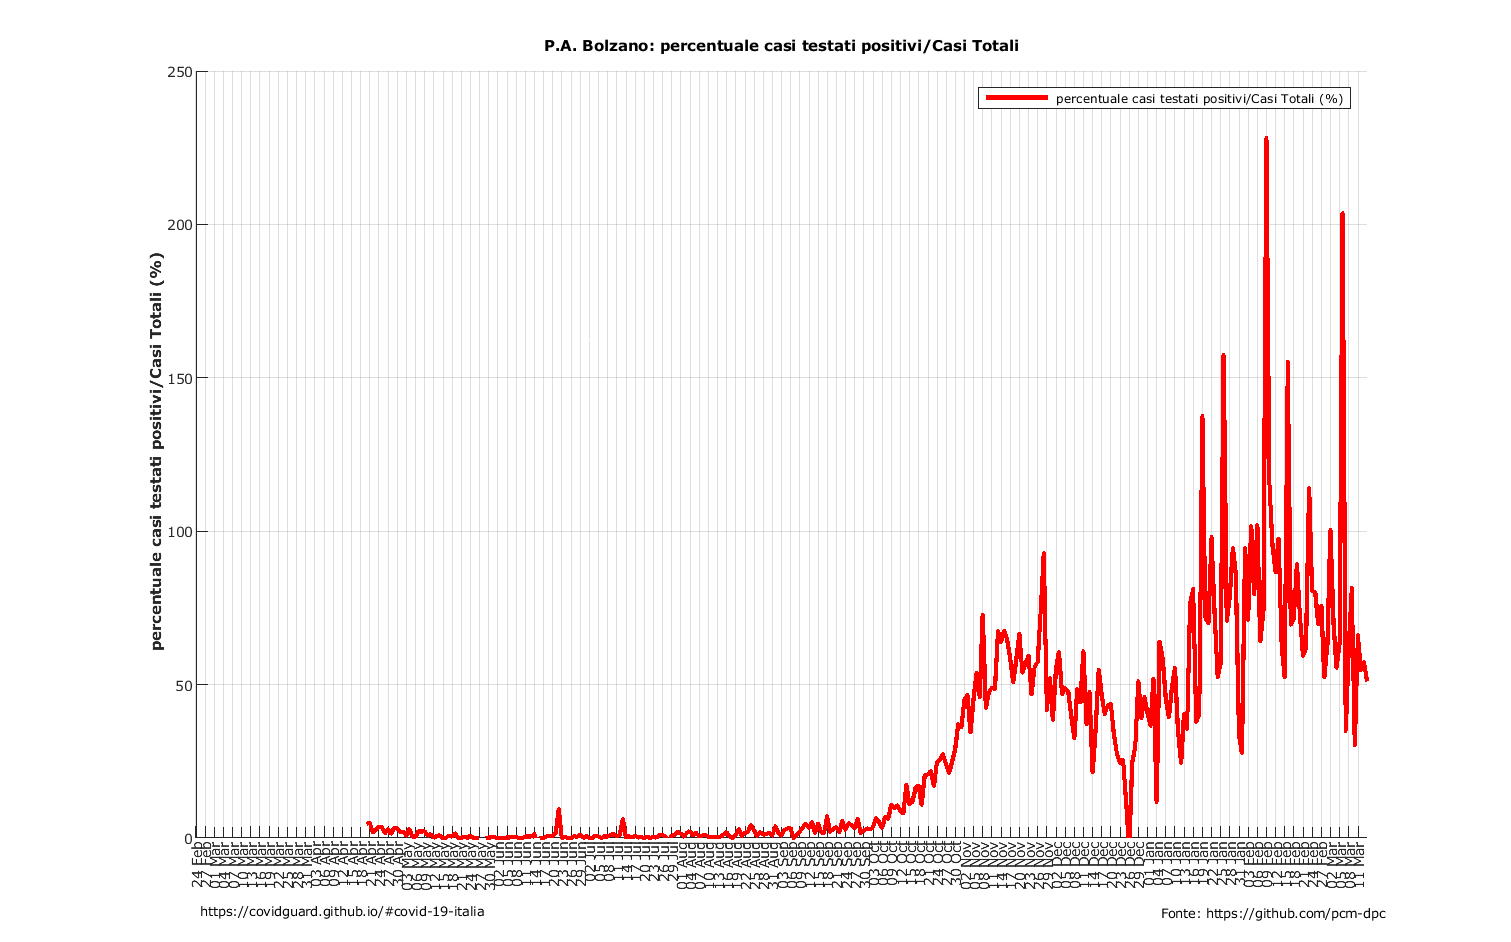 P.A. Bolzano: percentuale casi testati positivi/Casi Totali
percentuale casi testati positivi/Casi Totali (%)
percentuale casi testati positivi/Casi Totali (%)
250
200
150
100
50
0
24 Feb
27 Feb
01 Mar
04 Mar
07 Mar
10 Mar
13 Mar
16 Mar
19 Mar
22 Mar
25 Mar
28 Mar
31 Mar
03 Apr
06 Apr
09 Apr
12 Apr
15 Apr
18 Apr
21 Apr
24 Apr
27 Apr
30 Apr
03 May
06 May
09 May
12 May
15 May
18 May
21 May
24 May
27 May
30 May
02 Jun
05 Jun
08 Jun
11 Jun
14 Jun
17 Jun
20 Jun
23 Jun
26 Jun
29 Jun
02 Jul
05 Jul
08 Jul
11 Jul
14 Jul
17 Jul
20 Jul
23 Jul
26 Jul
29 Jul
01 Aug
04 Aug
07 Aug
10 Aug
13 Aug
16 Aug
19 Aug
22 Aug
25 Aug
28 Aug
31 Aug
03 Sep
06 Sep
09 Sep
12 Sep
15 Sep
18 Sep
21 Sep
24 Sep
27 Sep
30 Sep
03 Oct
06 Oct
09 Oct
12 Oct
15 Oct
18 Oct
21 Oct
24 Oct
27 Oct
30 Oct
02 Nov
05 Nov
08 Nov
11 Nov
14 Nov
17 Nov
20 Nov
23 Nov
26 Nov
29 Nov
02 Dec
05 Dec
08 Dec
11 Dec
14 Dec
17 Dec
20 Dec
23 Dec
26 Dec
29 Dec
01 Jan
04 Jan
07 Jan
10 Jan
13 Jan
16 Jan
19 Jan
22 Jan
25 Jan
28 Jan
31 Jan
03 Feb
06 Feb
09 Feb
12 Feb
15 Feb
18 Feb
21 Feb
24 Feb
27 Feb
02 Mar
05 Mar
08 Mar
11 Mar
https://covidguard.github.io/#covid-19-italia
Fonte: https://github.com/pcm-dpc